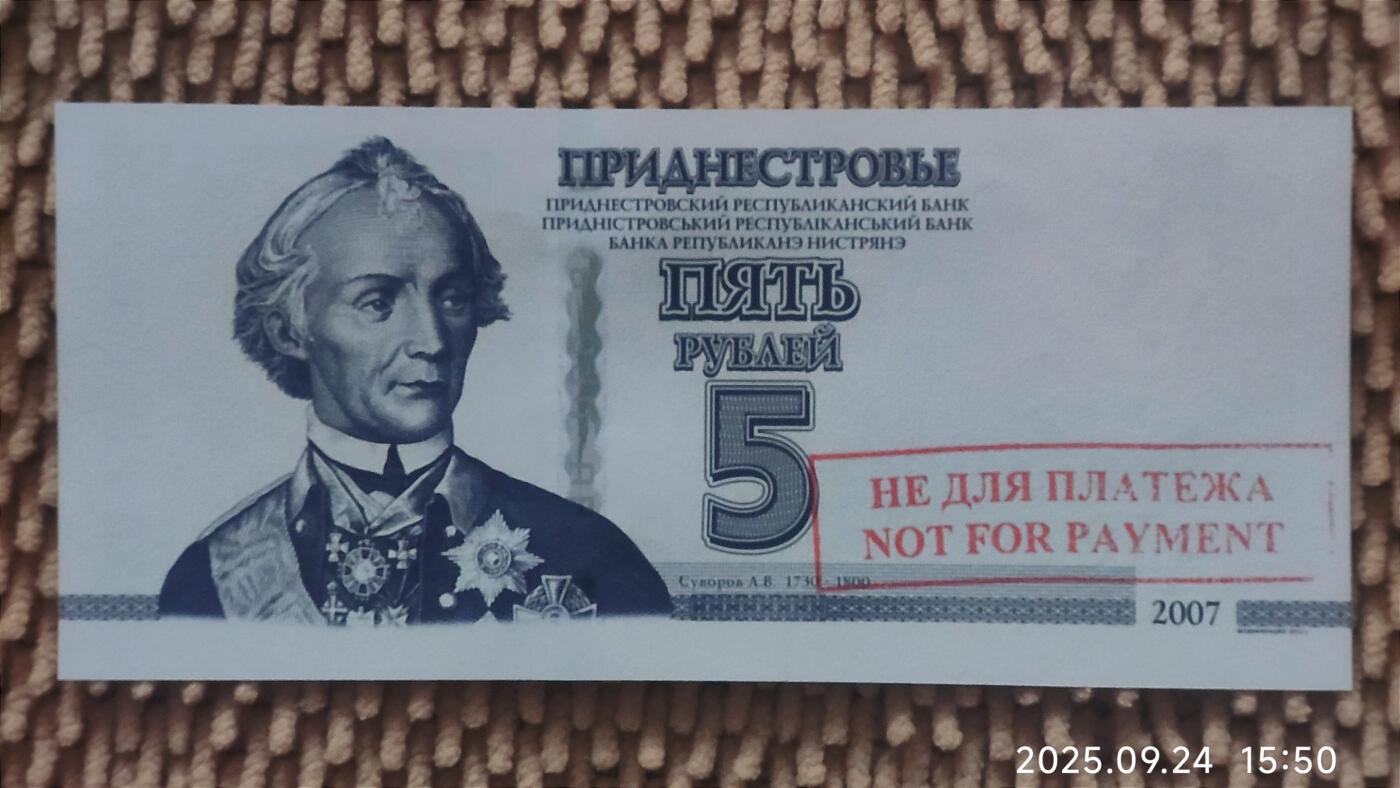 ПРИДНЕСТРОВЬЕ
ПРИДНЕСТРОВСКИЙ РЕСПУБЛИКАНСКИЙ БАНК
ПРИДНІСТРОВСЬКИЙ РЕСПУБЛІКАНСЬКИЙ БАНК
БАНКА РЕПУБЛИКАНЭ НИСТРЯНЭ
ПЯТЬ
РУБЛЕЙ
5
НЕ ДЛЯ ПЛАТЕЖА
NOT FOR PAYMENT
Суворов А.В. 1730 - 1800
2007
2025.09.24 15:50